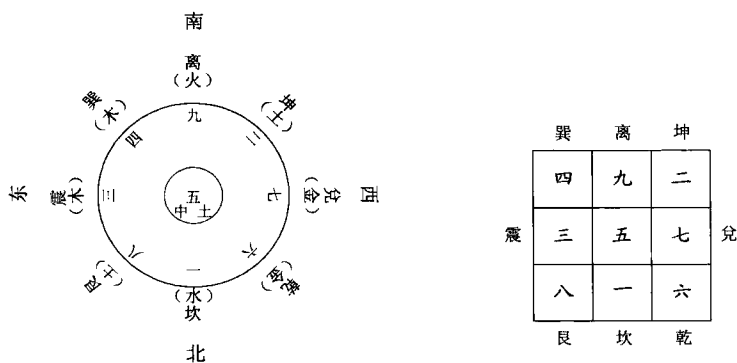 南
离
（火）
九
巽
（木）
四
坤
（土）
二
东
震
（木）
三
五
中 土
七
兑
（金）
西
八
艮
（土）
六
乾
（金）
一
（水）
坎
北
巽 离 坤
四 九 二
震 三 五 七 兑
八 一 六
艮 坎 乾